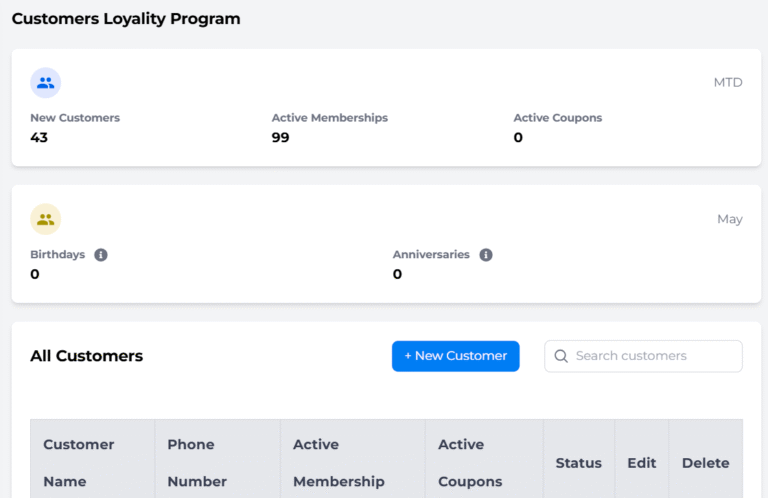 Customers Loyality Program
MTD
New Customers Active Memberships Active Coupons
43 99 0
May
Birthdays Anniversaries
0 0
All Customers + New Customer Search customers
Customer Name Phone Number Active Membership Active Coupons Status Edit Delete